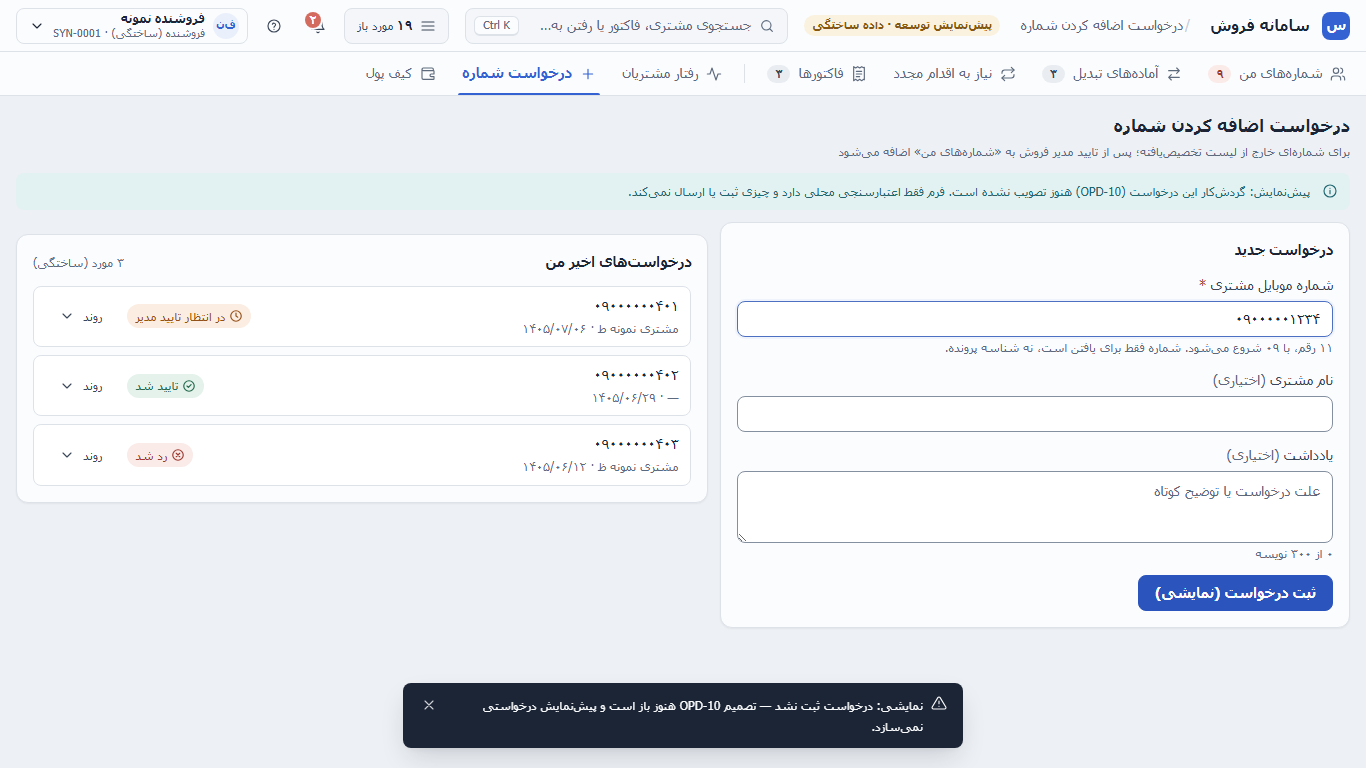 س
سامانه فروش
/ درخواست اضافه کردن شماره
پیش‌نمایش توسعه · داده ساختگی
جستجوی مشتری، فاکتور یا رفتن به...
Ctrl K
۱۹ مورد باز
۲
ف‌ن
فروشنده نمونه
فروشنده (ساختگی) · SYN-0001
شماره‌های من ۹
آماده‌های تبدیل ۳
نیاز به اقدام مجدد
فاکتورها ۳
رفتار مشتریان
درخواست شماره
کیف پول
درخواست اضافه کردن شماره
برای شماره‌ای خارج از لیست تخصیص‌یافته؛ پس از تایید مدیر فروش به «شماره‌های من» اضافه می‌شود
پیش‌نمایش: گردش‌کار این درخواست (OPD-10) هنوز تصویب نشده است. فرم فقط اعتبارسنجی محلی دارد و چیزی ثبت یا ارسال نمی‌کند.
درخواست جدید
شماره موبایل مشتری *
۰۹۰۰۰۰۰۱۲۳۴
۱۱ رقم، با ۰۹ شروع می‌شود. شماره فقط برای یافتن است، نه شناسه پرونده.
نام مشتری (اختیاری)
یادداشت (اختیاری)
علت درخواست یا توضیح کوتاه
۰ از ۳۰۰ نویسه
ثبت درخواست (نمایشی)
درخواست‌های اخیر من
۳ مورد (ساختگی)
۰۹۰۰۰۰۰۰۴۰۱
مشتری نمونه ط · ۱۴۰۵/۰۷/۰۶
در انتظار تایید مدیر
روند
۰۹۰۰۰۰۰۰۴۰۲
— · ۱۴۰۵/۰۶/۲۹
تایید شد
روند
۰۹۰۰۰۰۰۰۴۰۳
مشتری نمونه ظ · ۱۴۰۵/۰۶/۱۲
رد شد
روند
نمایشی: درخواست ثبت نشد — تصمیم OPD-10 هنوز باز است و پیش‌نمایش درخواستی
نمی‌سازد.